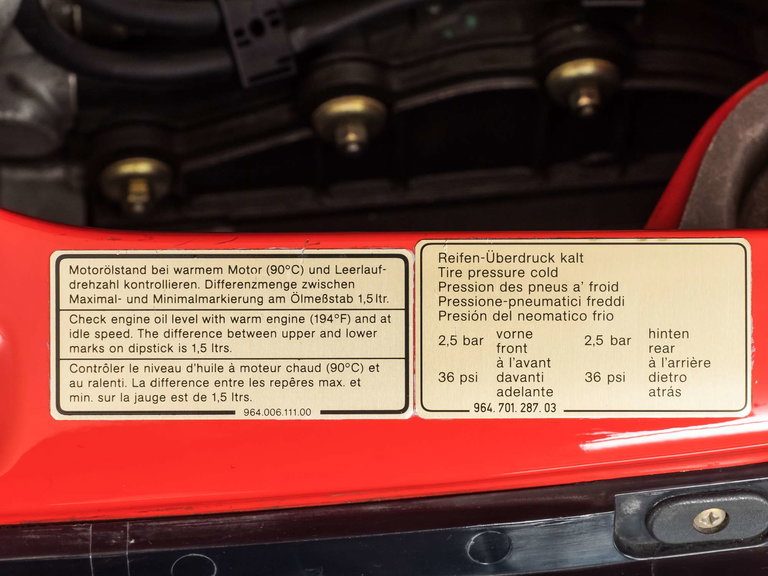 Motorölstand bei warmem Motor (90°C) und Leerlauf-
drehzahl kontrollieren. Differenzmenge zwischen
Maximal- und Minimalmarkierung am Ölmeßstab 1,5 ltr.
Check engine oil level with warm engine (194°F) and at
idle speed. The difference between upper and lower
marks on dipstick is 1,5 ltrs.
Contrôler le niveau d'huile à moteur chaud (90°C) et
au ralenti. La difference entre les repêres max. et
min. sur la jauge est de 1,5 ltrs.
964.006.111.00
Reifen-Überdruck kalt
Tire pressure cold
Pression des pneus a' froid
Pressione-pneumatici freddi
Presión del neomatico frio
2,5 bar vorne 2,5 bar hinten
front rear
à l'avant à l'arrière
36 psi davanti 36 psi dietro
adelante atrás
964. 701. 287. 03